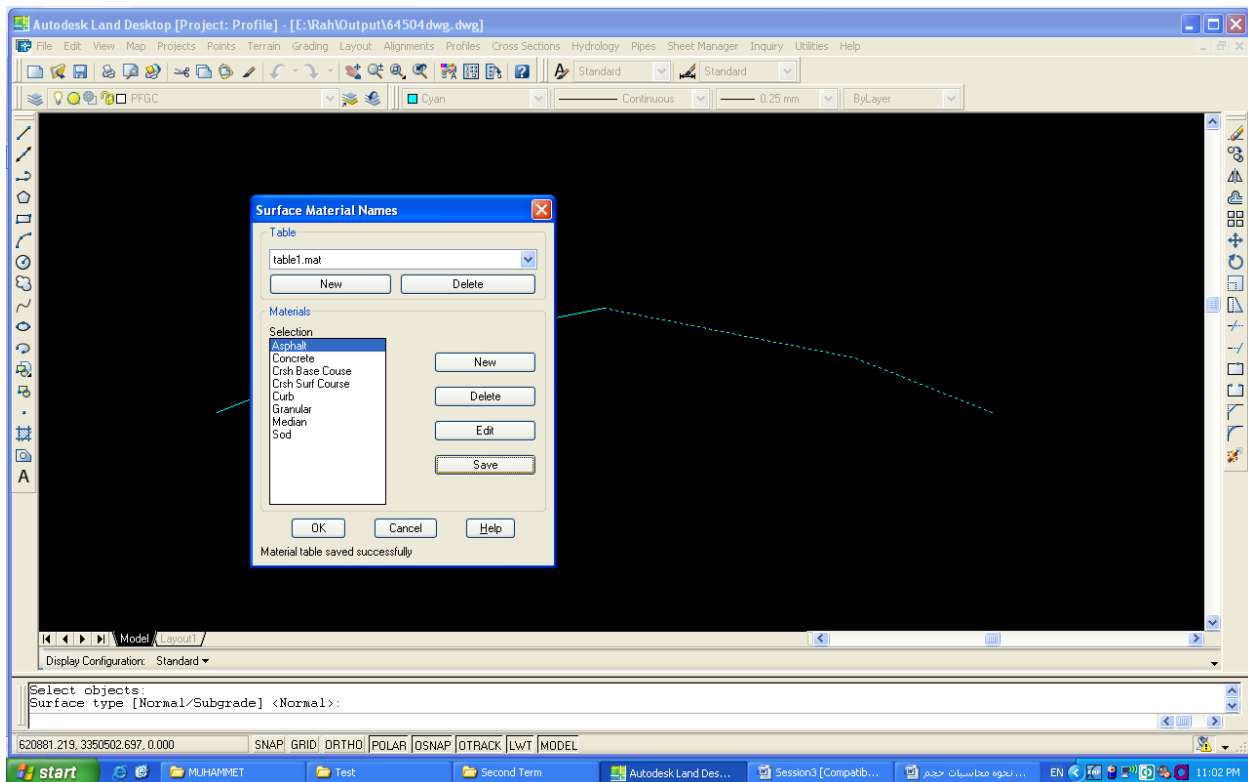 Autodesk Land Desktop [Project: Profile] - [E:\Rah\Output\64504dwg.dwg]
File Edit View Map Projects Points Terrain Grading Layout Alignments Profiles Cross Sections Hydrology Pipes Sheet Manager Inquiry Utilities Help
Standard Standard
PFGC Cyan Continuous 0.25 mm ByLayer
Surface Material Names
Table
table1.mat
New Delete
Materials
Selection
Asphalt
Concrete
Crsh Base Couse
Crsh Surf Course
Curb
Granular
Median
Sod
New
Delete
Edit
Save
OK Cancel Help
Material table saved successfully
A
Model Layout1
Display Configuration: Standard
Select objects:
Surface type [Normal/Subgrade] <Normal>:
620881.219, 3350502.697, 0.000 SNAP GRID ORTHO POLAR OSNAP OTRACK LWT MODEL
start MUHAMMET Test Second Term Autodesk Land Des... Session3 [Compatib... نحوه محاسبات حجم ... EN 11:02 PM